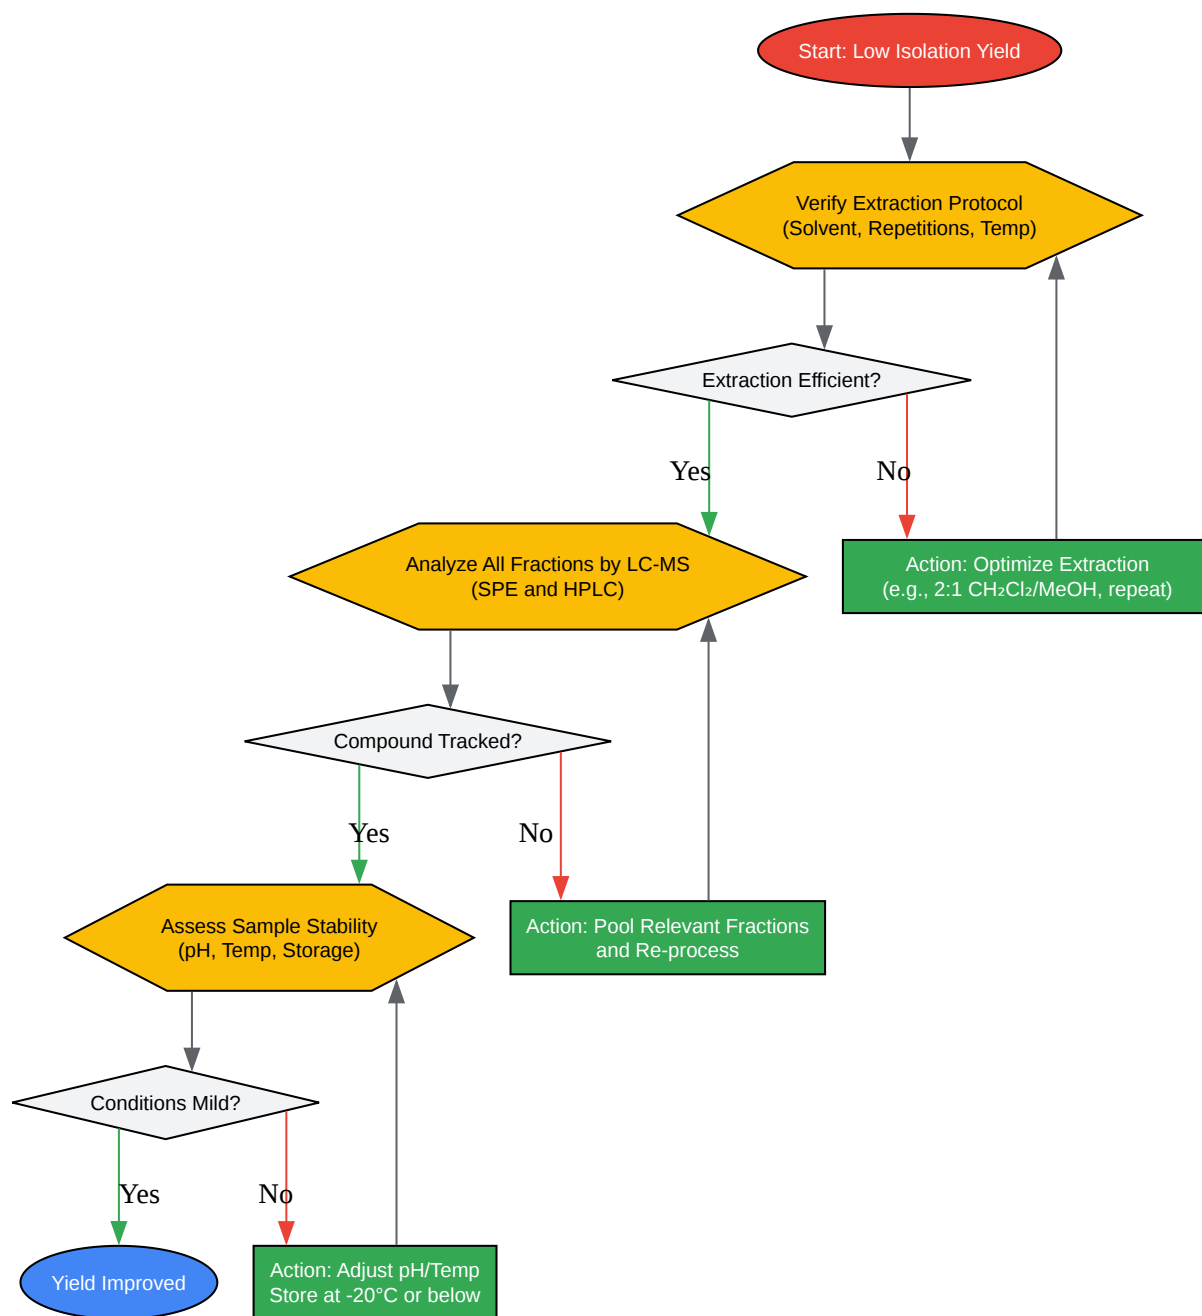 Start: Low Isolation Yield
Verify Extraction Protocol
(Solvent, Repetitions, Temp)
Extraction Efficient?
Yes
No
Analyze All Fractions by LC-MS
(SPE and HPLC)
Action: Optimize Extraction
(e.g., 2:1 CH₂Cl₂/MeOH, repeat)
Compound Tracked?
Yes
No
Assess Sample Stability
(pH, Temp, Storage)
Action: Pool Relevant Fractions
and Re-process
Conditions Mild?
Yes
No
Yield Improved
Action: Adjust pH/Temp
Store at -20°C or below